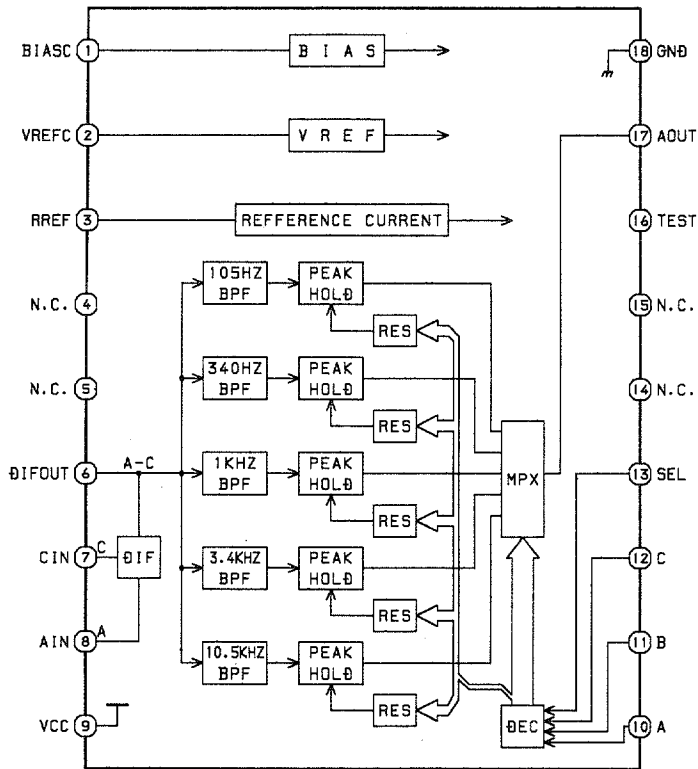 BIASC 1 BIAS 18 GND
VREFC 2 VREF 17 AOUT
RREF 3 REFFERENCE CURRENT 16 TEST
105HZ BPF
PEAK HOLD
N.C. 4 15 N.C.
RES
340HZ BPF
PEAK HOLD
N.C. 5 14 N.C.
RES
A-C
DIFOUT 6 13 SEL
1KHZ BPF
PEAK HOLD
MPX
RES
C
CIN 7 DIF 12 C
3.4KHZ BPF
PEAK HOLD
RES
A
AIN 8 11 B
10.5KHZ BPF
PEAK HOLD
RES
DEC
VCC 9 10 A